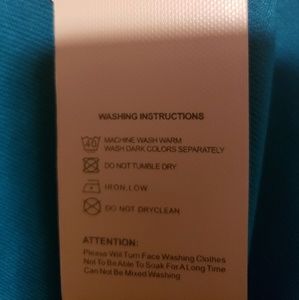 WASHING INSTRUCTIONS
40 MACHINE WASH WARM
WASH DARK COLORS SEPARATELY
DO NOT TUMBLE DRY
IRON, LOW
DO NOT DRYCLEAN
ATTENTION:
Please Will Turn Face Washing Clothes
Not To Be Able To Soak For A Long Time
Can Not Be Mixed Washing